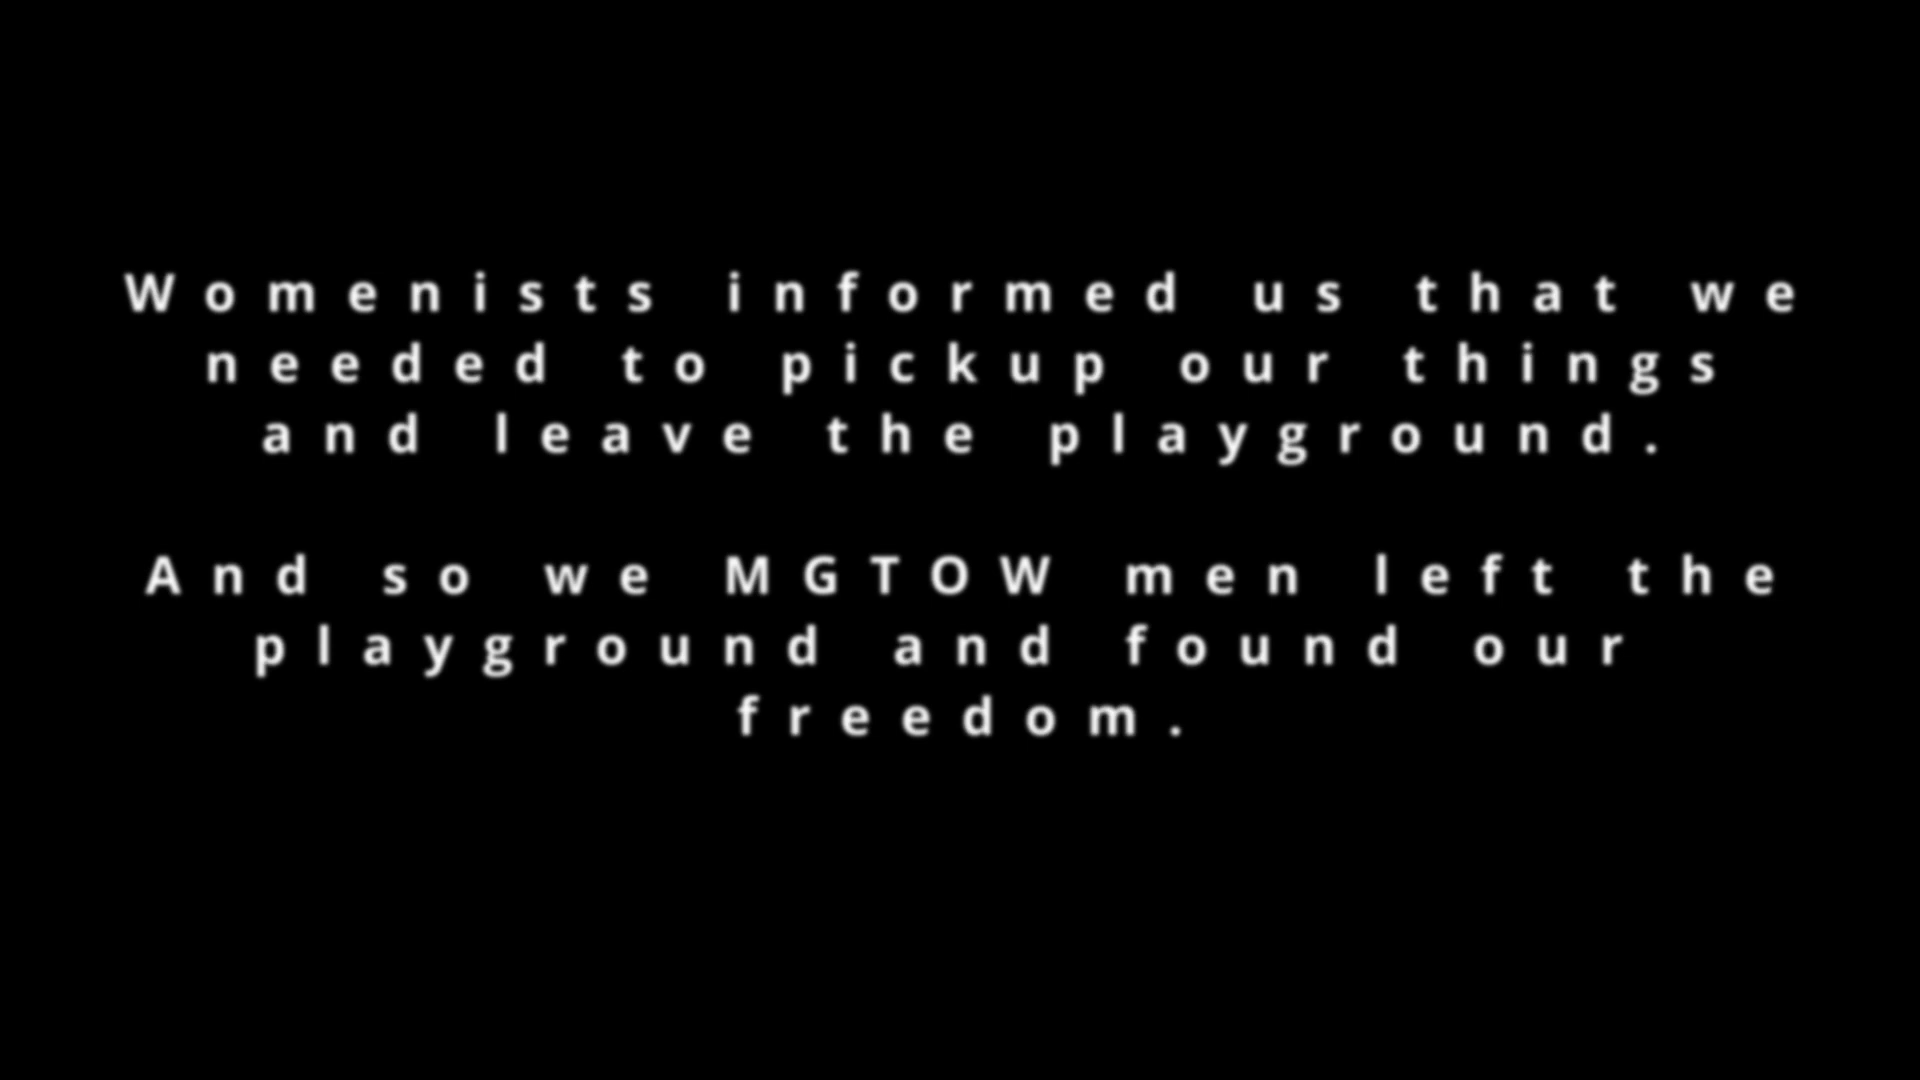 Womenists informed us that we
needed to pickup our things
and leave the playground.
And so we MGTOW men left the
playground and found our
freedom.